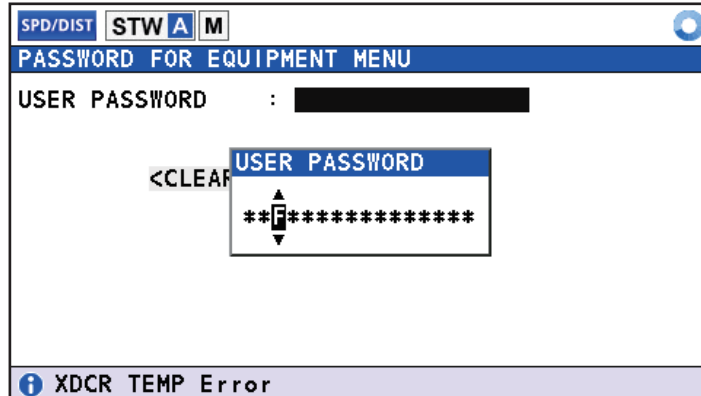 SPD/DIST STW A M
PASSWORD FOR EQUIPMENT MENU
USER PASSWORD :
USER PASSWORD
<CLEAR
**F*************
XDCR TEMP Error